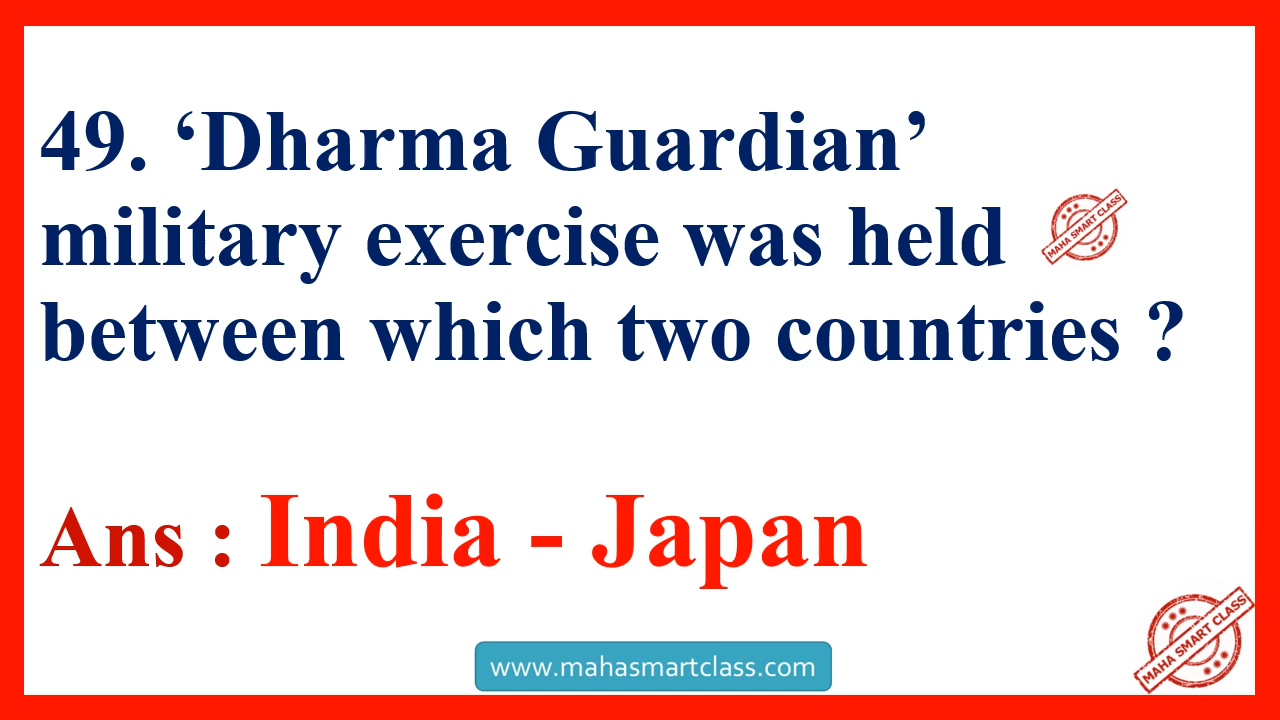 49. ‘Dharma Guardian’
military exercise was held
MAHA SMART CLASS
between which two countries ?
Ans : India - Japan
MAHA SMART CLASS
www.mahasmartclass.com